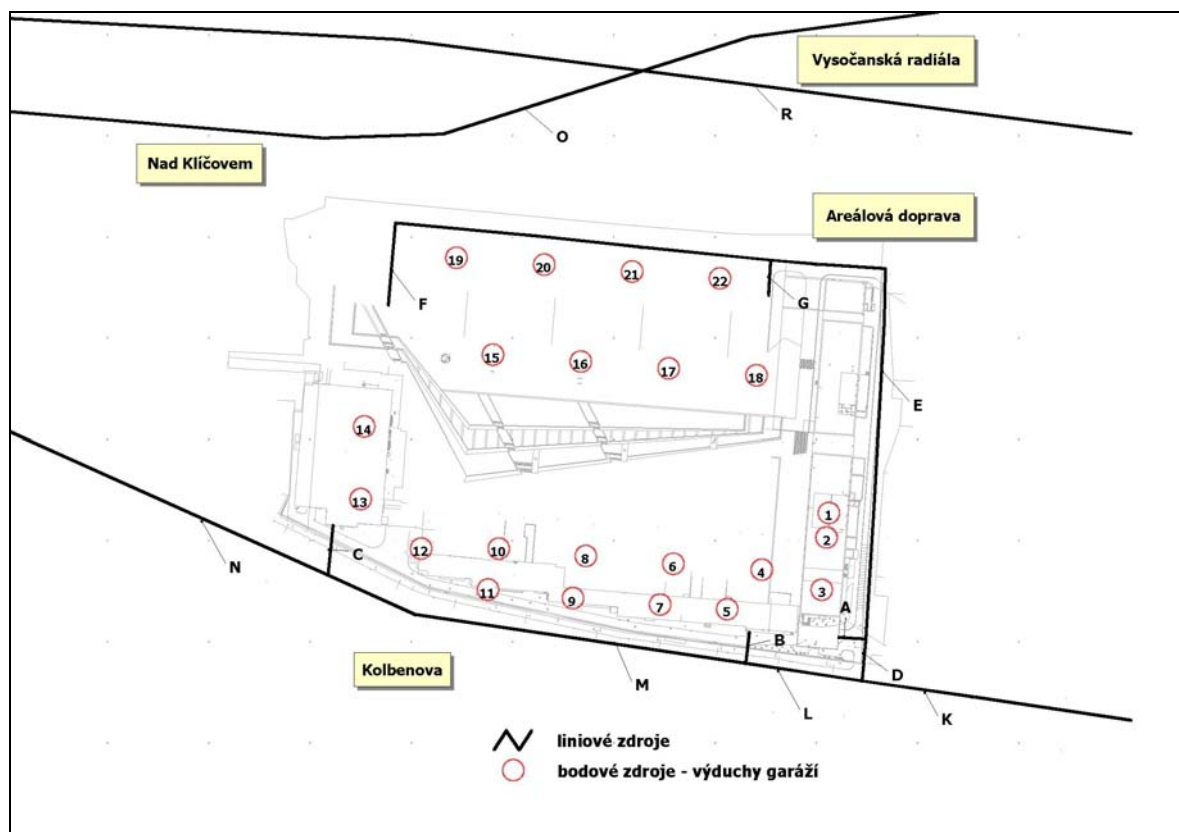 Vysočanská radiála
R
O
Nad Klíčovem
Areálová doprava
19
20
21
22
F
G
15
16
17
18
E
14
13
1
2
N
C
12
10
8
6
4
3
11
9
7
5
A
B
D
Kolbenova
M
L
K
liniové zdroje
bodové zdroje - výduchy garáží